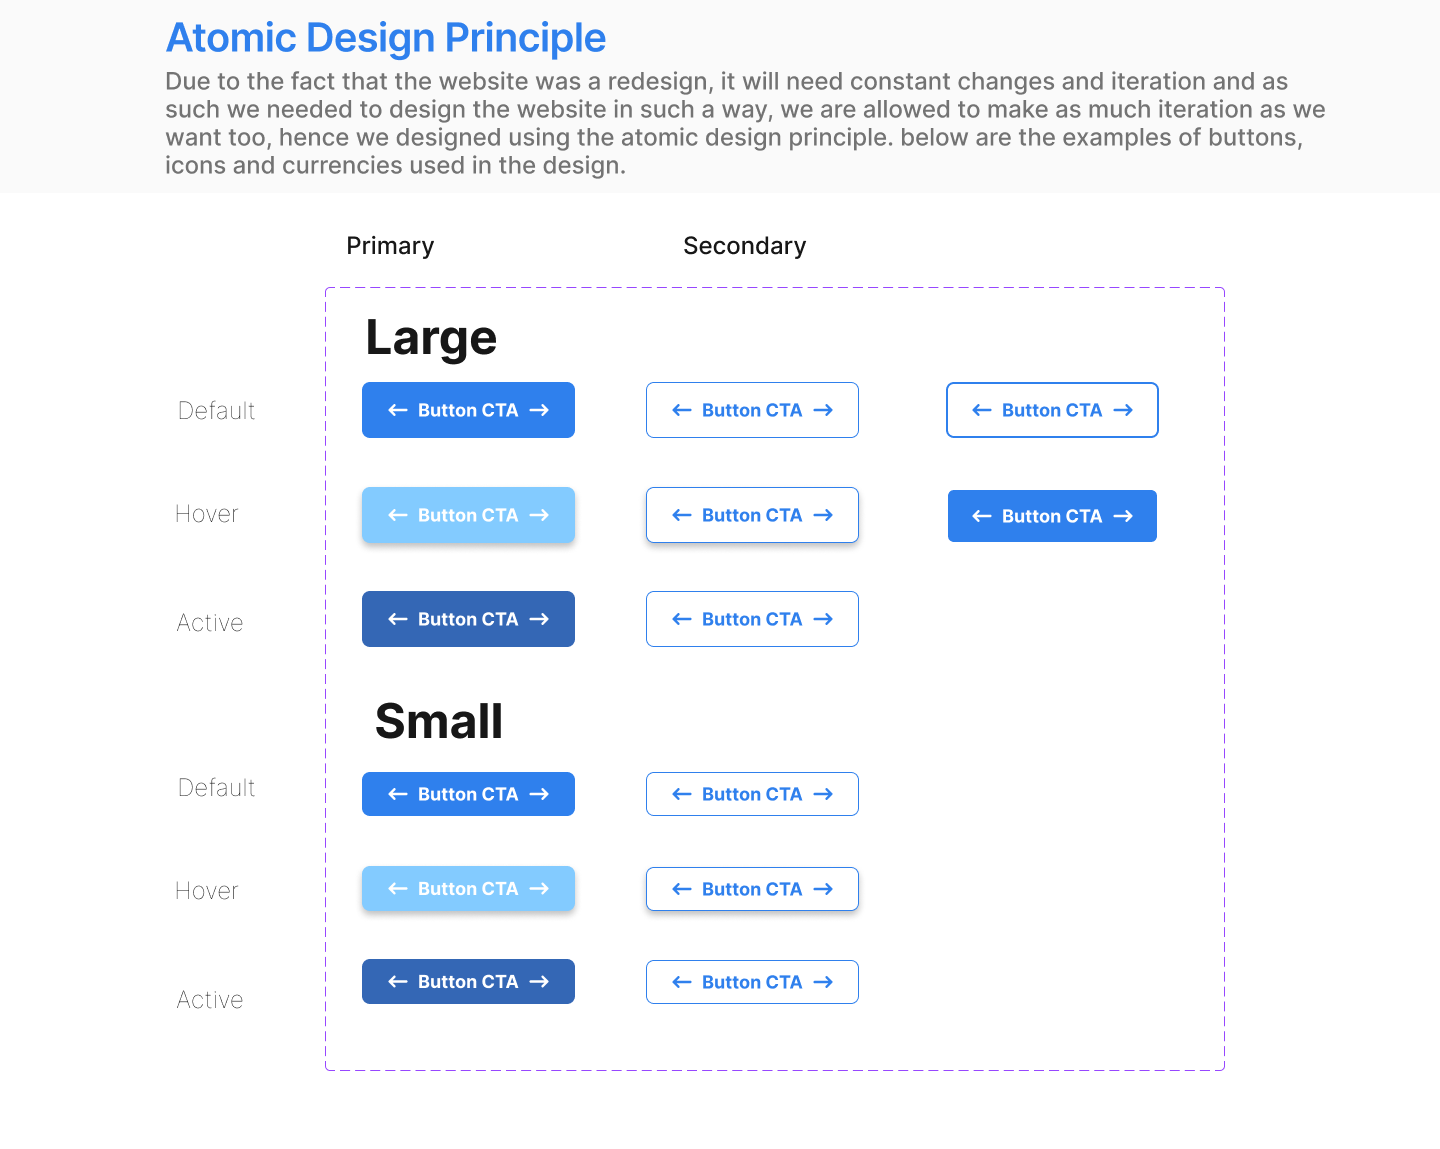 Atomic Design Principle
Due to the fact that the website was a redesign, it will need constant changes and iteration and as
such we needed to design the website in such a way, we are allowed to make as much iteration as we
want too, hence we designed using the atomic design principle. below are the examples of buttons,
icons and currencies used in the design.
Primary Secondary
Large
Default ← Button CTA → ← Button CTA → ← Button CTA →
Hover ← Button CTA → ← Button CTA → ← Button CTA →
Active ← Button CTA → ← Button CTA →
Small
Default ← Button CTA → ← Button CTA →
Hover ← Button CTA → ← Button CTA →
Active ← Button CTA → ← Button CTA →